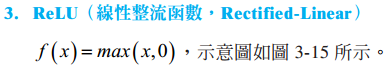 3. ReLU（線性整流函數，Rectified-Linear）
f(x)=max(x,0)，示意圖如圖 3-15 所示。